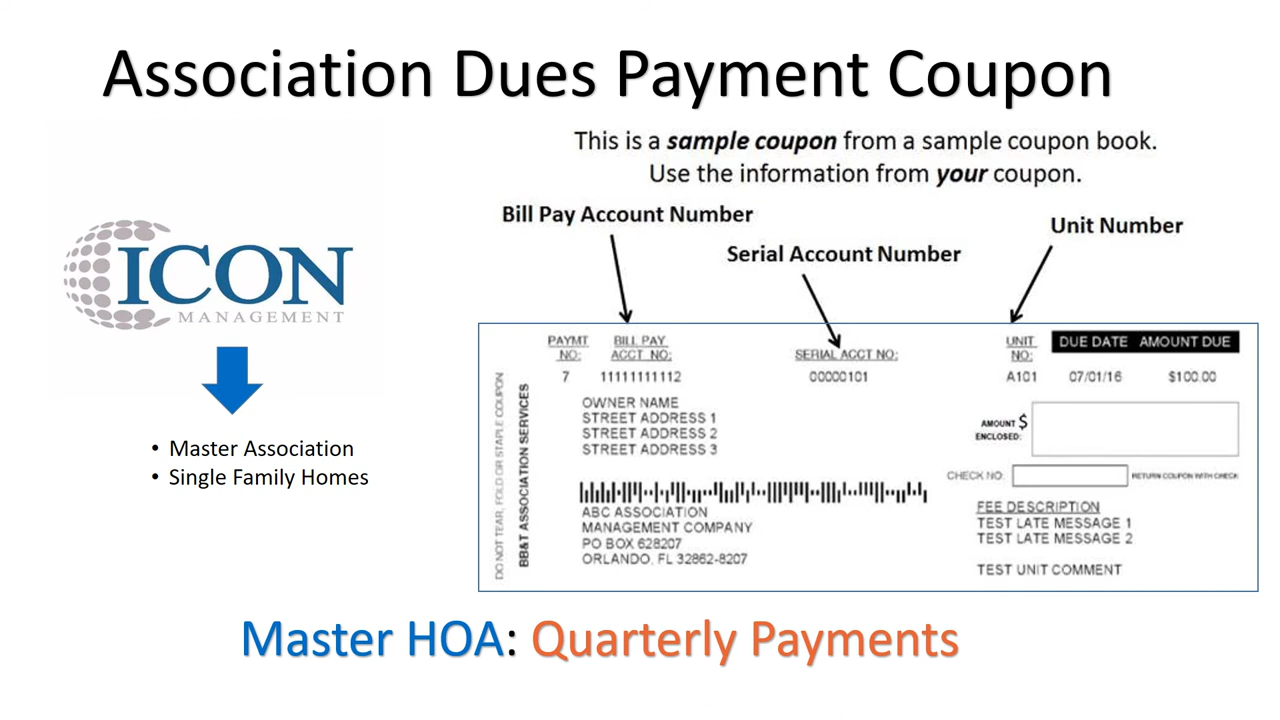 Association Dues Payment Coupon
This is a sample coupon from a sample coupon book.
Use the information from your coupon.
Bill Pay Account Number
Serial Account Number
Unit Number
ICON
MANAGEMENT
• Master Association
• Single Family Homes
DO NOT TEAR, FOLD OR STAPLE COUPON
BB&T ASSOCIATION SERVICES
PAYMT NO:
7
BILL PAY ACCT NO:
11111111112
SERIAL ACCT NO:
00000101
UNIT NO:
A101
DUE DATE AMOUNT DUE
07/01/16 $100.00
OWNER NAME
STREET ADDRESS 1
STREET ADDRESS 2
STREET ADDRESS 3
AMOUNT $
ENCLOSED:
CHECK NO: RETURN COUPON WITH CHECK
ABC ASSOCIATION
MANAGEMENT COMPANY
PO BOX 628207
ORLANDO, FL 32862-8207
FEE DESCRIPTION
TEST LATE MESSAGE 1
TEST LATE MESSAGE 2
TEST UNIT COMMENT
Master HOA: Quarterly Payments